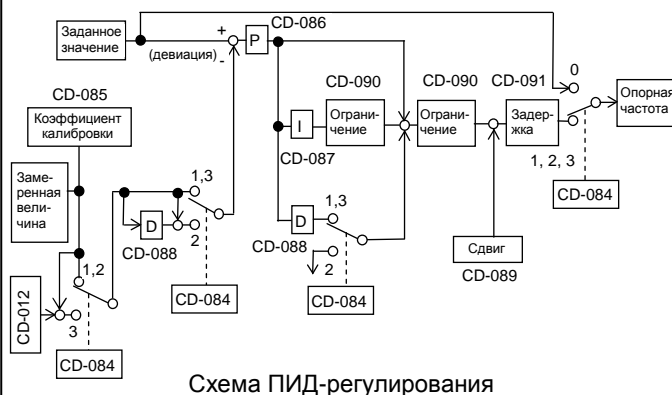 Заданное
значение
+
(девиация)
-
P
CD-086
CD-085
Коэффициент
калибровки
Заме-
ренная
вели-
чина
1,3
D
2
CD-088
CD-084
CD-012
1,2
3
CD-084
I
CD-087
CD-090
Ограни-
чение
D
CD-088
1,3
2
CD-084
CD-090
Ограни-
чение
CD-091
Задер-
жка
0
1, 2, 3
CD-084
Опорная
частота
Сдвиг
CD-089
Схема ПИД-регулирования